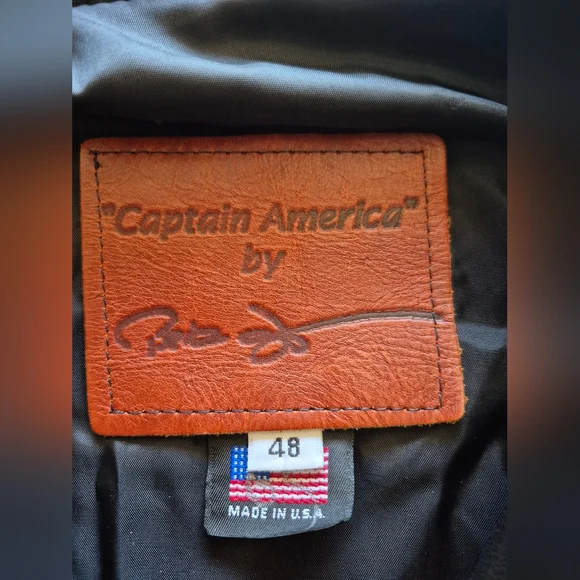 "Captain America"
by
48
MADE IN U.S.A.